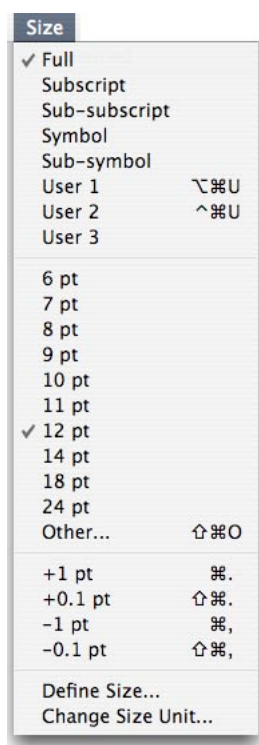 Size
✓ Full
Subscript
Sub-subscript
Symbol
Sub-symbol
User 1 ⌥⌘U
User 2 ^⌘U
User 3
6 pt
7 pt
8 pt
9 pt
10 pt
11 pt
✓ 12 pt
14 pt
18 pt
24 pt
Other... ⇧⌘O
+1 pt ⌘.
+0.1 pt ⇧⌘.
-1 pt ⌘,
-0.1 pt ⇧⌘,
Define Size...
Change Size Unit...